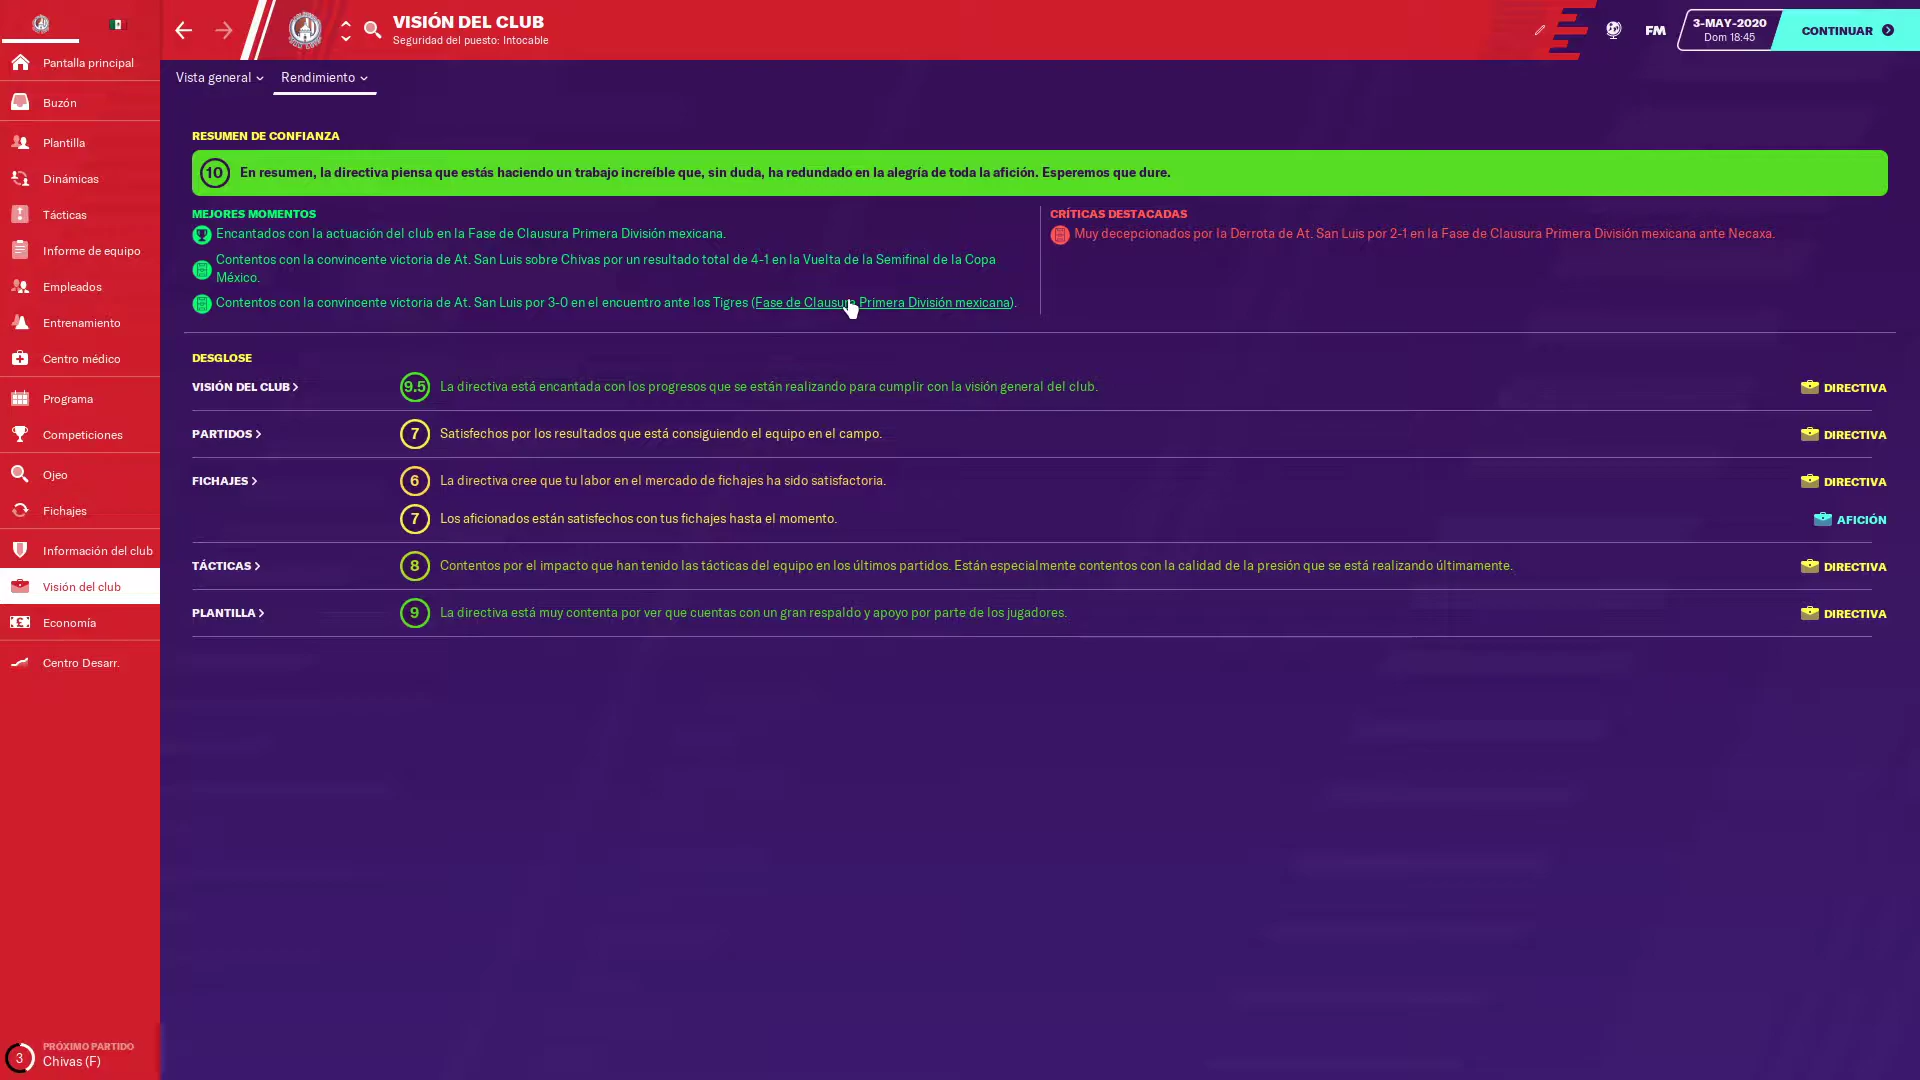 VISIÓN DEL CLUB
Seguridad del puesto: Intocable
FM
3-MAY-2020
Dom 18:45
CONTINUAR
Pantalla principal
Buzón
Plantilla
Dinámicas
Tácticas
Informe de equipo
Empleados
Entrenamiento
Centro médico
Programa
Competiciones
Ojeo
Fichajes
Información del club
Visión del club
Economía
Centro Desarr.
3
PRÓXIMO PARTIDO
Chivas (F)
Vista general
Rendimiento
RESUMEN DE CONFIANZA
10 En resumen, la directiva piensa que estás haciendo un trabajo increíble que, sin duda, ha redundado en la alegría de toda la afición. Esperemos que dure.
MEJORES MOMENTOS
Encantados con la actuación del club en la Fase de Clausura Primera División mexicana.
Contentos con la convincente victoria de At. San Luis sobre Chivas por un resultado total de 4-1 en la Vuelta de la Semifinal de la Copa
México.
Contentos con la convincente victoria de At. San Luis por 3-0 en el encuentro ante los Tigres (Fase de Clausura Primera División mexicana).
CRÍTICAS DESTACADAS
Muy decepcionados por la Derrota de At. San Luis por 2-1 en la Fase de Clausura Primera División mexicana ante Necaxa.
DESGLOSE
VISIÓN DEL CLUB 9.5 La directiva está encantada con los progresos que se están realizando para cumplir con la visión general del club. DIRECTIVA
PARTIDOS 7 Satisfechos por los resultados que está consiguiendo el equipo en el campo. DIRECTIVA
FICHAJES 6 La directiva cree que tu labor en el mercado de fichajes ha sido satisfactoria. DIRECTIVA
7 Los aficionados están satisfechos con tus fichajes hasta el momento. AFICIÓN
TÁCTICAS 8 Contentos por el impacto que han tenido las tácticas del equipo en los últimos partidos. Están especialmente contentos con la calidad de la presión que se está realizando últimamente. DIRECTIVA
PLANTILLA 9 La directiva está muy contenta por ver que cuentas con un gran respaldo y apoyo por parte de los jugadores. DIRECTIVA